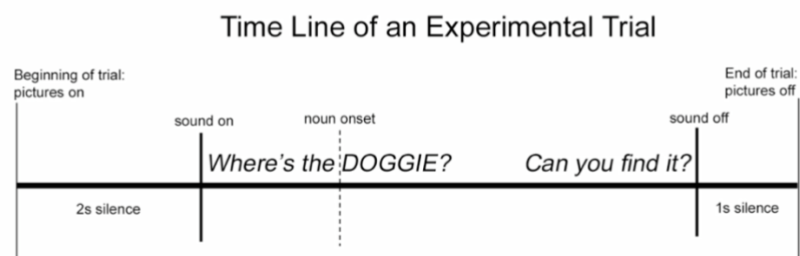 Time Line of an Experimental Trial
Beginning of trial:
pictures on
End of trial:
pictures off
sound on
noun onset
sound off
Where's the DOGGIE?
Can you find it?
2s silence
1s silence